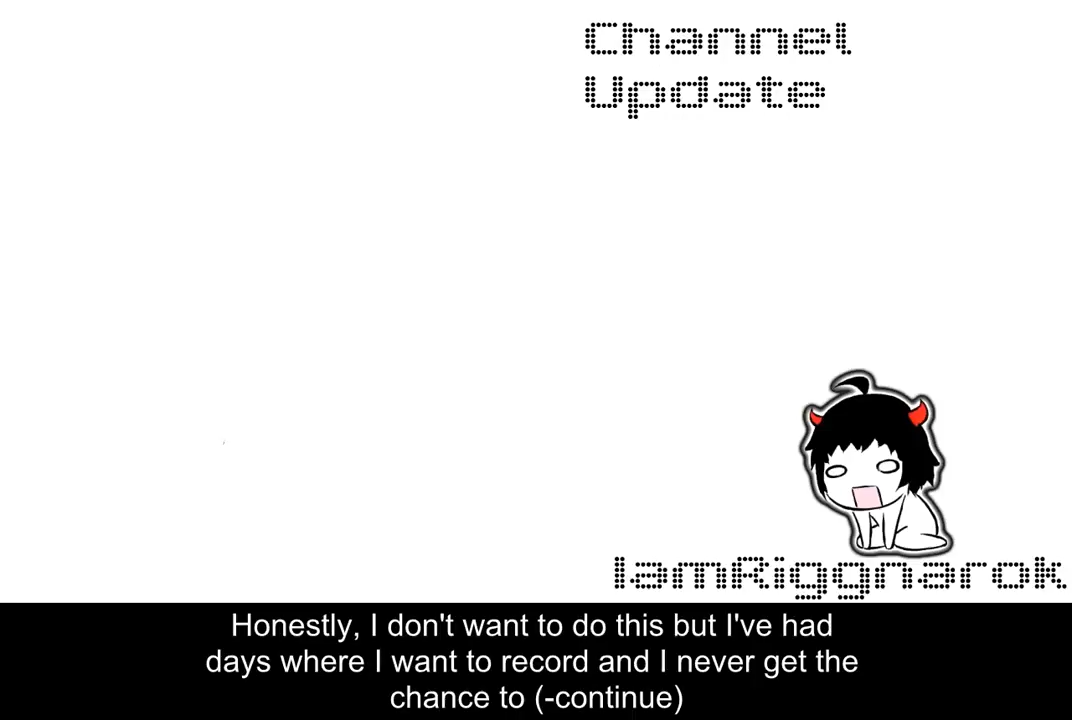 Channel
Update
IamRiggnarok
Honestly, I don't want to do this but I've had
days where I want to record and I never get the
chance to (-continue)